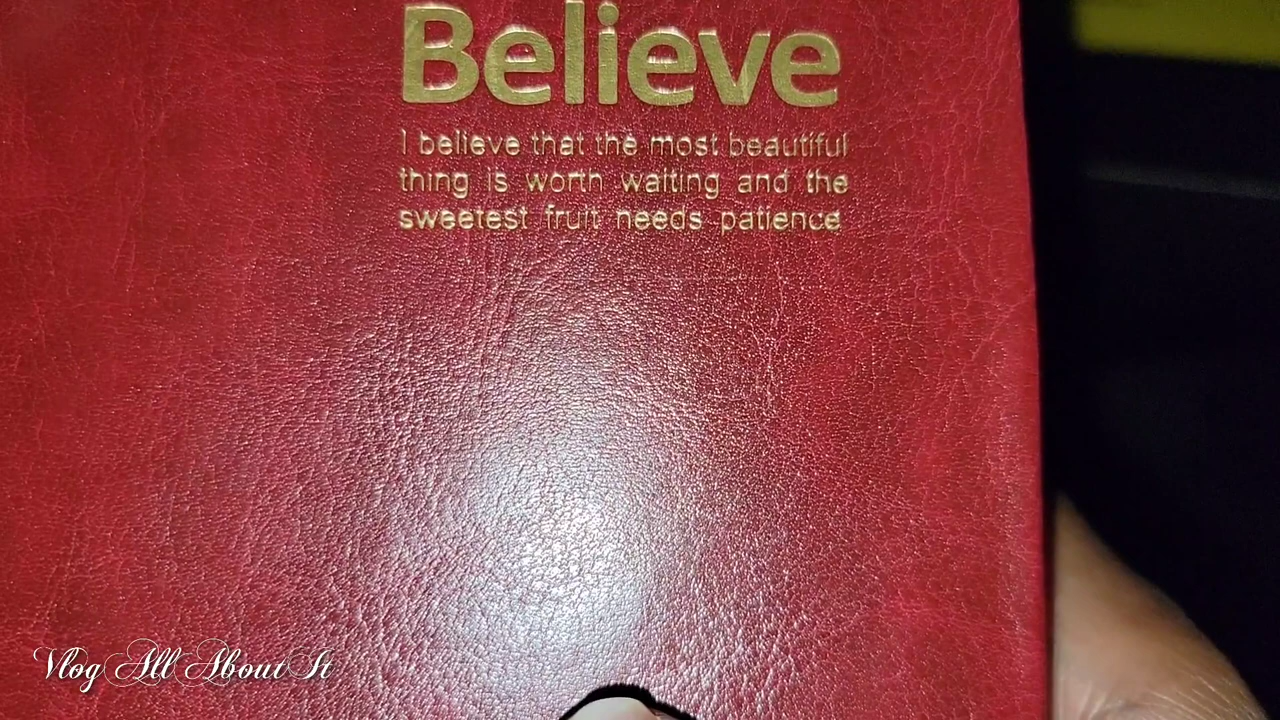 Believe
I believe that the most beautiful
thing is worth waiting and the
sweetest fruit needs patience
Vlog All About It